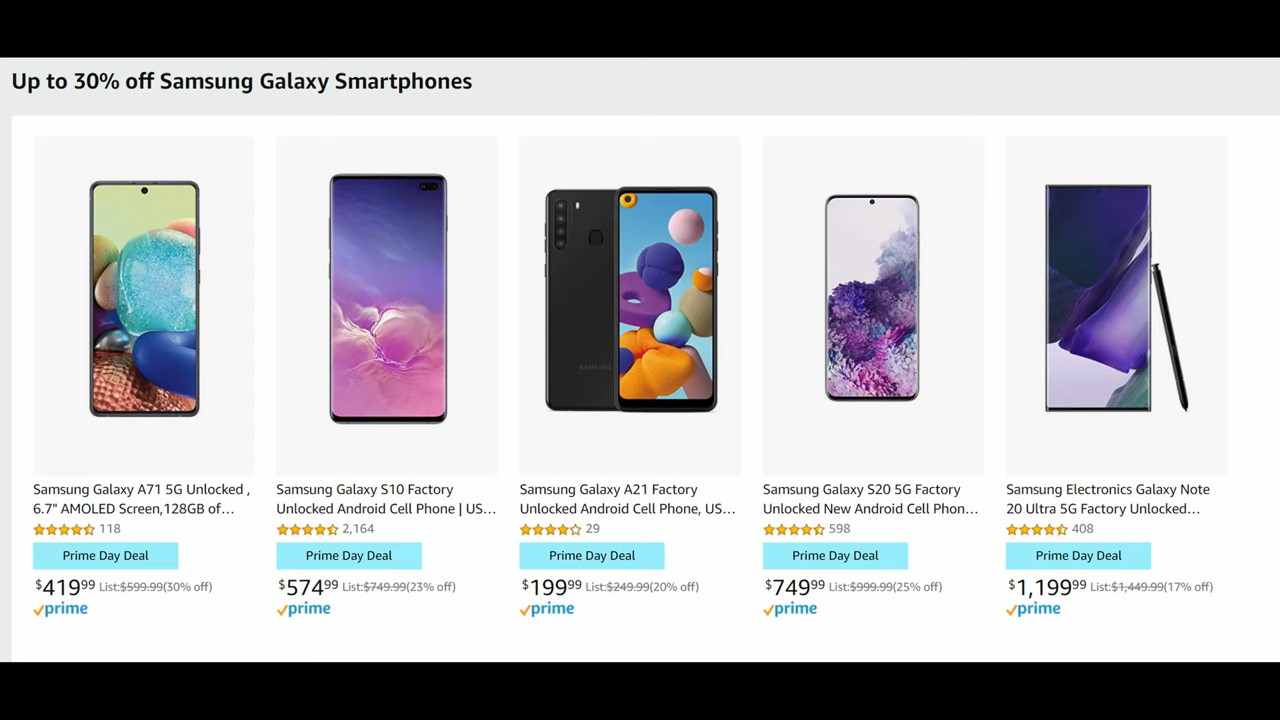 Up to 30% off Samsung Galaxy Smartphones
SAMSUNG
Samsung Galaxy A71 5G Unlocked ,
6.7" AMOLED Screen,128GB of…
118
Prime Day Deal
$419⁹⁹ List:$599.99(30% off)
prime
Samsung Galaxy S10 Factory
Unlocked Android Cell Phone | US…
2,164
Prime Day Deal
$574⁹⁹ List:$749.99(23% off)
prime
Samsung Galaxy A21 Factory
Unlocked Android Cell Phone, US…
29
Prime Day Deal
$199⁹⁹ List:$249.99(20% off)
prime
Samsung Galaxy S20 5G Factory
Unlocked New Android Cell Phon…
598
Prime Day Deal
$749⁹⁹ List:$999.99(25% off)
prime
Samsung Electronics Galaxy Note
20 Ultra 5G Factory Unlocked…
408
Prime Day Deal
$1,199⁹⁹ List:$1,449.99(17% off)
prime